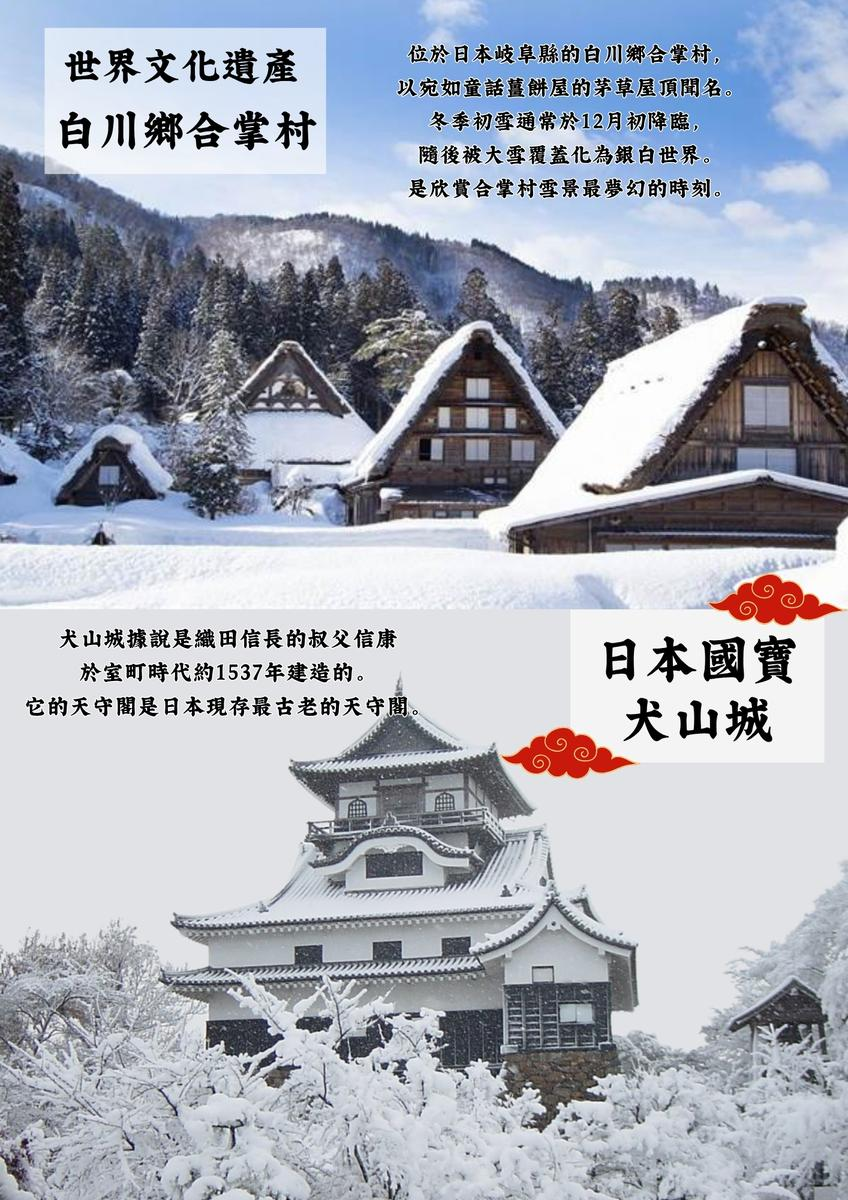 世界文化遺產
白川鄉合掌村
位於日本岐阜縣的白川鄉合掌村,
以宛如童話薑餅屋的茅草屋頂聞名。
冬季初雪通常於12月初降臨,
隨後被大雪覆蓋化為銀白世界。
是欣賞合掌村雪景最夢幻的時刻。
犬山城據說是織田信長的叔父信康
於室町時代約1537年建造的。
它的天守閣是日本現存最古老的天守閣。
日本國寶
犬山城